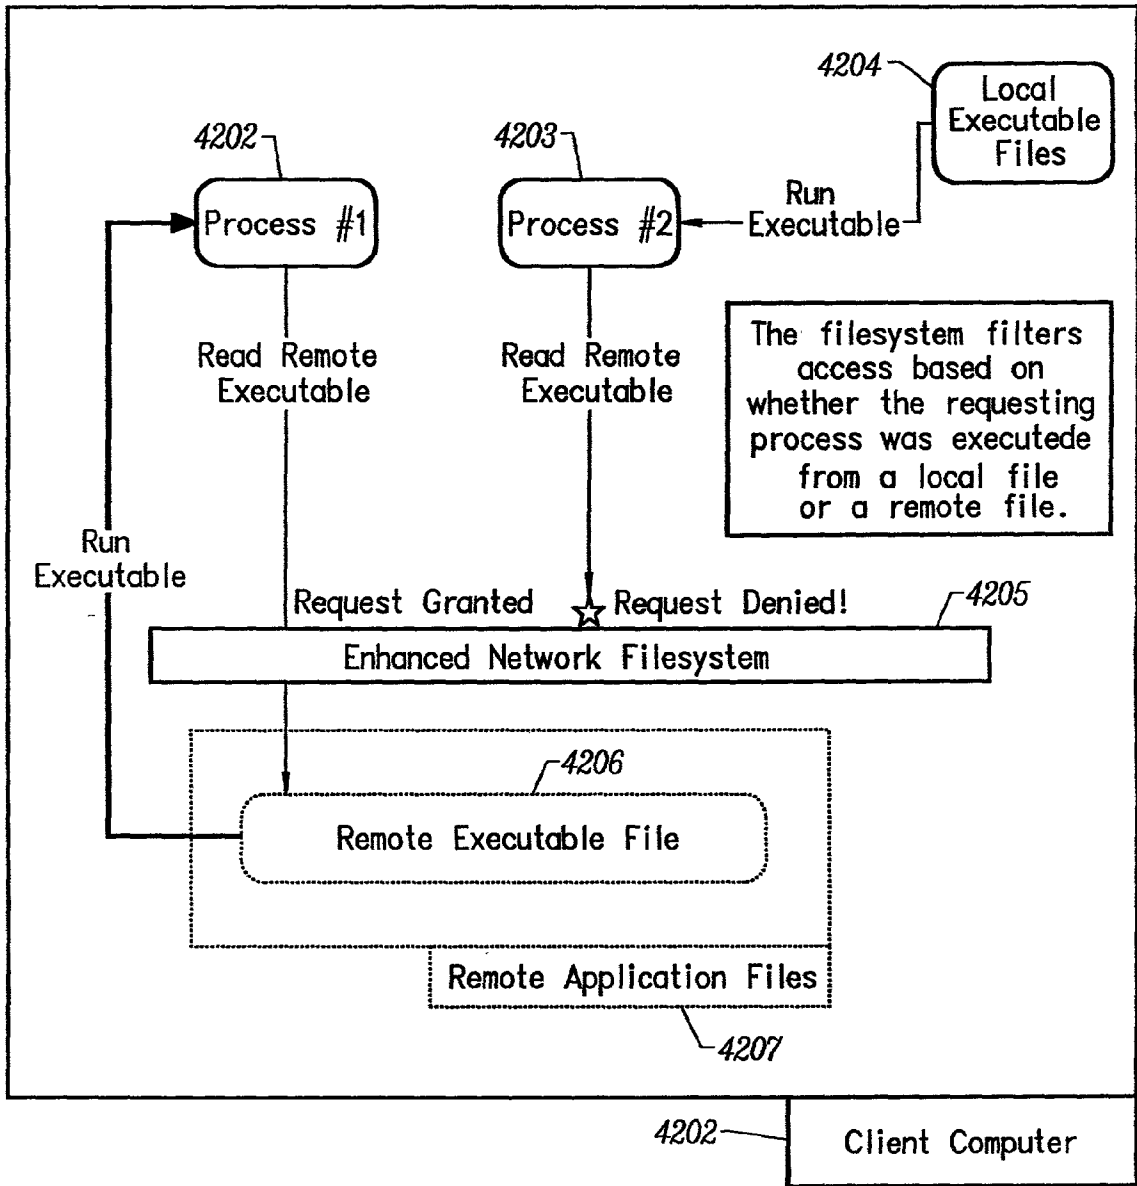 4204
Local
Executable
Files
4202
4203
Process #1
Process #2
Run
Executable
Read Remote
Executable
Read Remote
Executable
The filesystem filters
access based on
whether the requesting
process was executede
from a local file
or a remote file.
Run
Executable
Request Granted
Request Denied!
4205
Enhanced Network Filesystem
4206
Remote Executable File
Remote Application Files
4207
4202
Client Computer